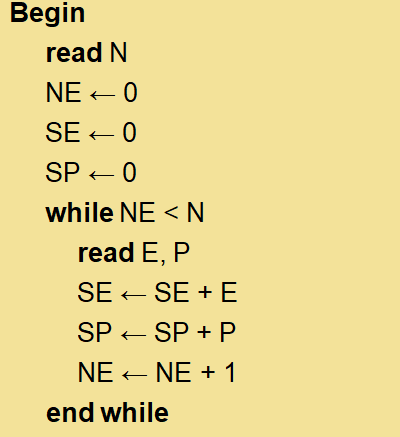 Begin
read N
NE ← 0
SE ← 0
SP ← 0
while NE < N
read E, P
SE ← SE + E
SP ← SP + P
NE ← NE + 1
end while